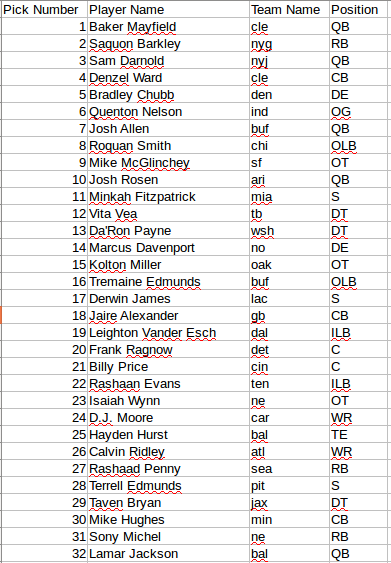 Pick Number Player Name Team Name Position
1 Baker Mayfield cle QB
2 Saquon Barkley nyg RB
3 Sam Darnold nyj QB
4 Denzel Ward cle CB
5 Bradley Chubb den DE
6 Quenton Nelson ind OG
7 Josh Allen buf QB
8 Roquan Smith chi OLB
9 Mike McGlinchey sf OT
10 Josh Rosen ari QB
11 Minkah Fitzpatrick mia S
12 Vita Vea tb DT
13 Da'Ron Payne wsh DT
14 Marcus Davenport no DE
15 Kolton Miller oak OT
16 Tremaine Edmunds buf OLB
17 Derwin James lac S
18 Jaire Alexander gb CB
19 Leighton Vander Esch dal ILB
20 Frank Ragnow det C
21 Billy Price cin C
22 Rashaan Evans ten ILB
23 Isaiah Wynn ne OT
24 D.J. Moore car WR
25 Hayden Hurst bal TE
26 Calvin Ridley atl WR
27 Rashaad Penny sea RB
28 Terrell Edmunds pit S
29 Taven Bryan jax DT
30 Mike Hughes min CB
31 Sony Michel ne RB
32 Lamar Jackson bal QB